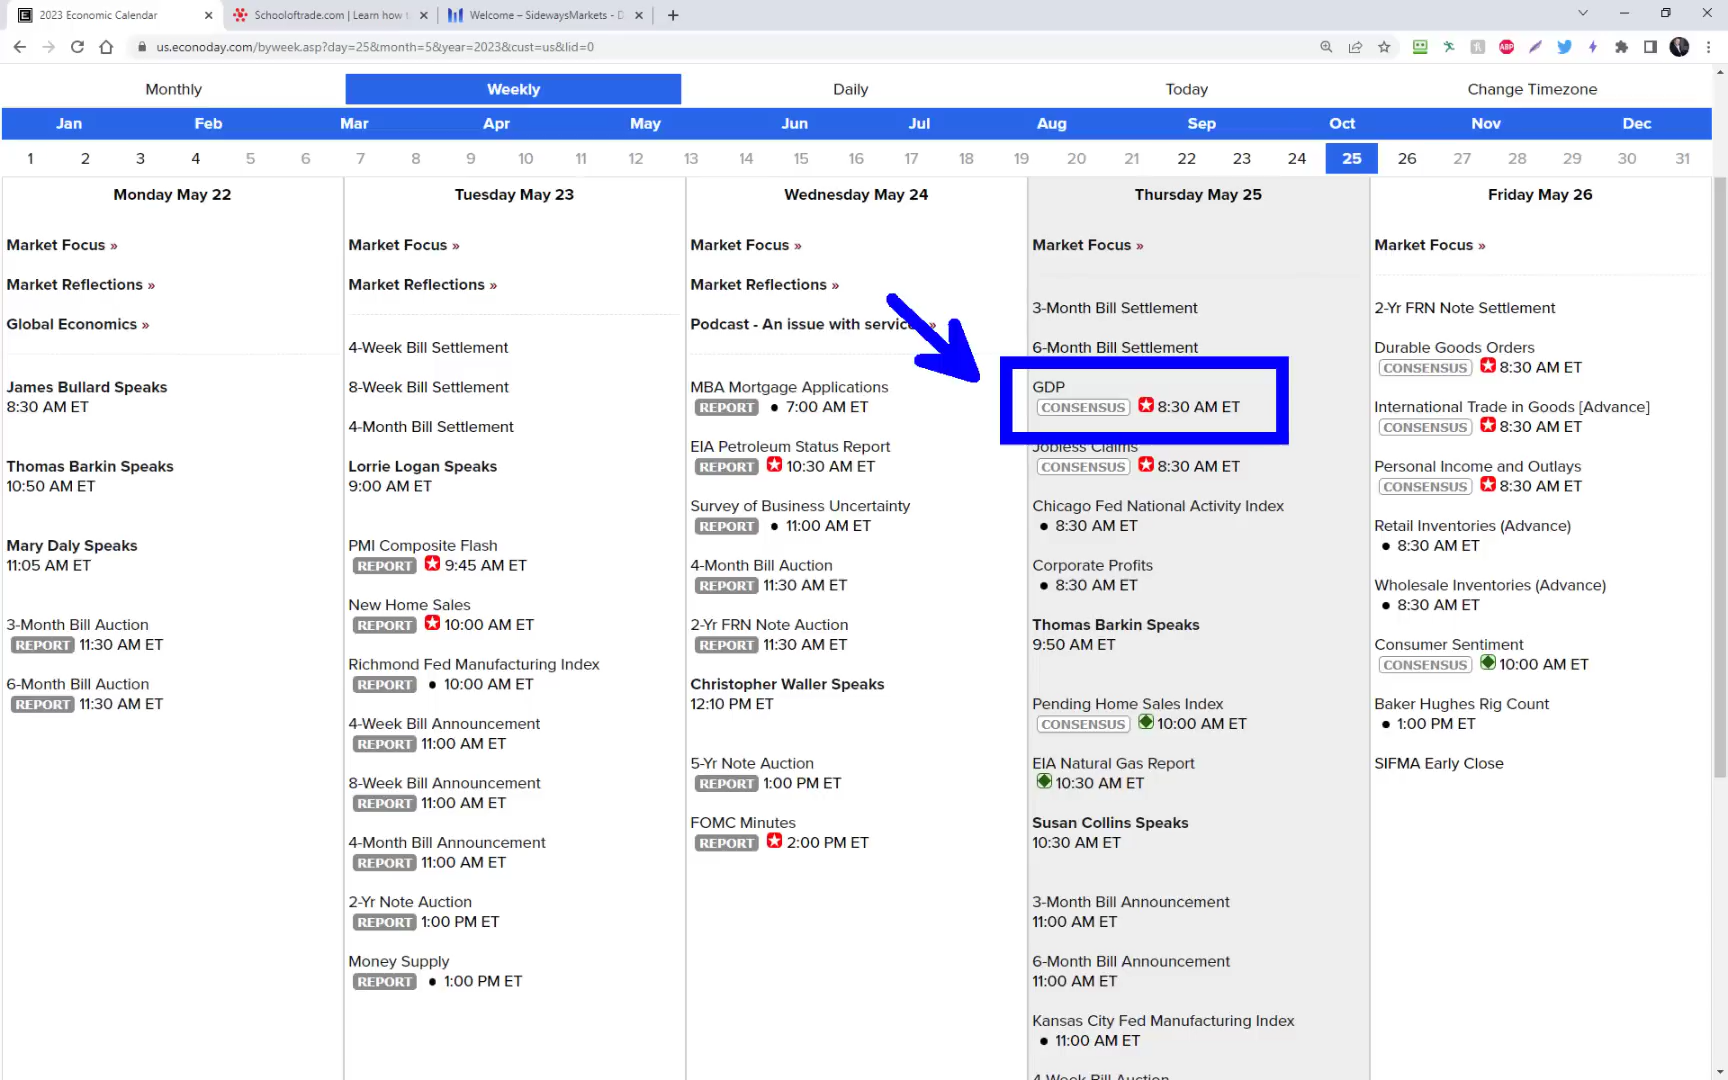 2023 Economic Calendar
Schooloftrade.com | Learn how
Welcome – SidewaysMarkets -
us.econoday.com/byweek.asp?day=25&month=5&year=2023&cust=us&lid=0
ABP
Monthly Weekly Daily Today Change Timezone
Jan Feb Mar Apr May Jun Jul Aug Sep Oct Nov Dec
1 2 3 4 5 6 7 8 9 10 11 12 13 14 15 16 17 18 19 20 21 22 23 24 25 26 27 28 29 30 31
Monday May 22
Market Focus »
Market Reflections »
Global Economics »
James Bullard Speaks
8:30 AM ET
Thomas Barkin Speaks
10:50 AM ET
Mary Daly Speaks
11:05 AM ET
3-Month Bill Auction
REPORT 11:30 AM ET
6-Month Bill Auction
REPORT 11:30 AM ET
Tuesday May 23
Market Focus »
Market Reflections »
4-Week Bill Settlement
8-Week Bill Settlement
4-Month Bill Settlement
Lorrie Logan Speaks
9:00 AM ET
PMI Composite Flash
REPORT 9:45 AM ET
New Home Sales
REPORT 10:00 AM ET
Richmond Fed Manufacturing Index
REPORT ● 10:00 AM ET
4-Week Bill Announcement
REPORT 11:00 AM ET
8-Week Bill Announcement
REPORT 11:00 AM ET
4-Month Bill Announcement
REPORT 11:00 AM ET
2-Yr Note Auction
REPORT 1:00 PM ET
Money Supply
REPORT ● 1:00 PM ET
Wednesday May 24
Market Focus »
Market Reflections »
Podcast - An issue with servic »
MBA Mortgage Applications
REPORT ● 7:00 AM ET
EIA Petroleum Status Report
REPORT 10:30 AM ET
Survey of Business Uncertainty
REPORT ● 11:00 AM ET
4-Month Bill Auction
REPORT 11:30 AM ET
2-Yr FRN Note Auction
REPORT 11:30 AM ET
Christopher Waller Speaks
12:10 PM ET
5-Yr Note Auction
REPORT 1:00 PM ET
FOMC Minutes
REPORT 2:00 PM ET
Thursday May 25
Market Focus »
3-Month Bill Settlement
6-Month Bill Settlement
GDP
CONSENSUS 8:30 AM ET
Jobless Claims
CONSENSUS 8:30 AM ET
Chicago Fed National Activity Index
● 8:30 AM ET
Corporate Profits
● 8:30 AM ET
Thomas Barkin Speaks
9:50 AM ET
Pending Home Sales Index
CONSENSUS 10:00 AM ET
EIA Natural Gas Report
10:30 AM ET
Susan Collins Speaks
10:30 AM ET
3-Month Bill Announcement
11:00 AM ET
6-Month Bill Announcement
11:00 AM ET
Kansas City Fed Manufacturing Index
● 11:00 AM ET
4-Week Bill Auction
Friday May 26
Market Focus »
2-Yr FRN Note Settlement
Durable Goods Orders
CONSENSUS 8:30 AM ET
International Trade in Goods [Advance]
CONSENSUS 8:30 AM ET
Personal Income and Outlays
CONSENSUS 8:30 AM ET
Retail Inventories (Advance)
● 8:30 AM ET
Wholesale Inventories (Advance)
● 8:30 AM ET
Consumer Sentiment
CONSENSUS 10:00 AM ET
Baker Hughes Rig Count
● 1:00 PM ET
SIFMA Early Close